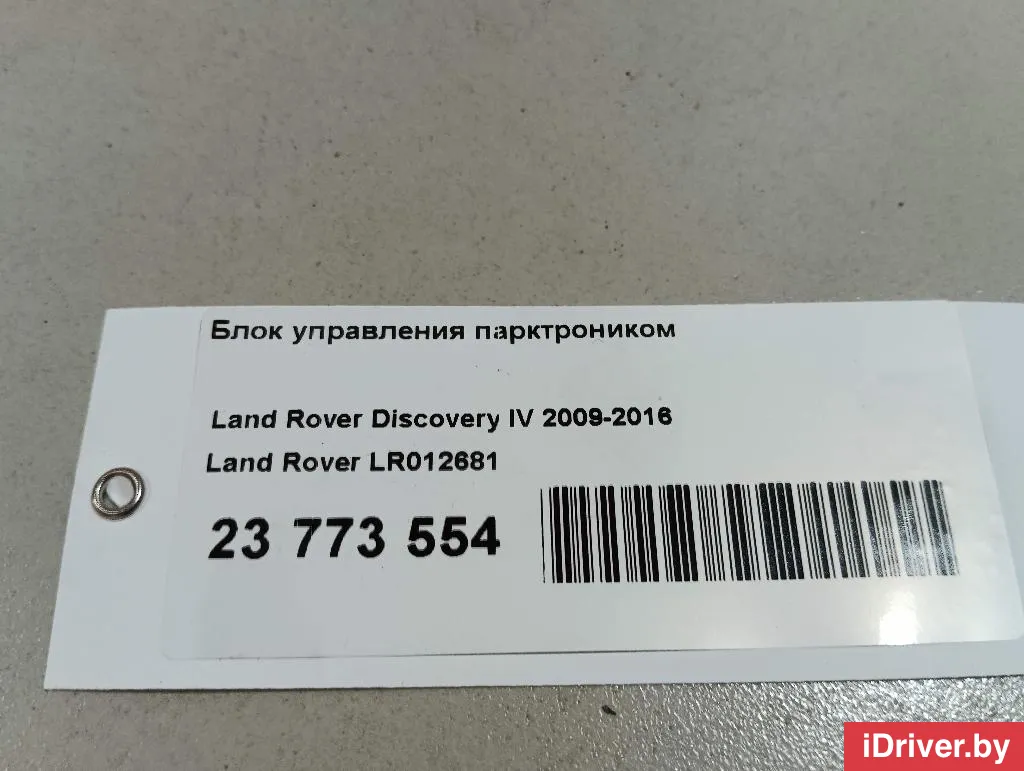 Блок управления парктроником
Land Rover Discovery IV 2009-2016
Land Rover LR012681
23 773 554
iDriver.by